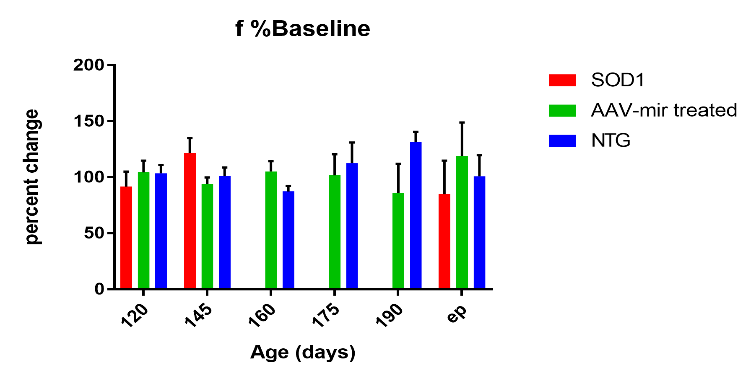 f %Baseline
200
150
100
50
0
percent change
120
145
160
175
190
ep
Age (days)
SOD1
AAV-mir treated
NTG